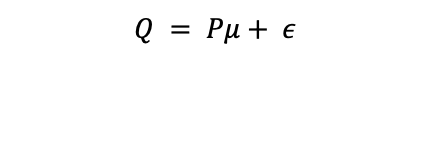 Q = Pμ + ϵ